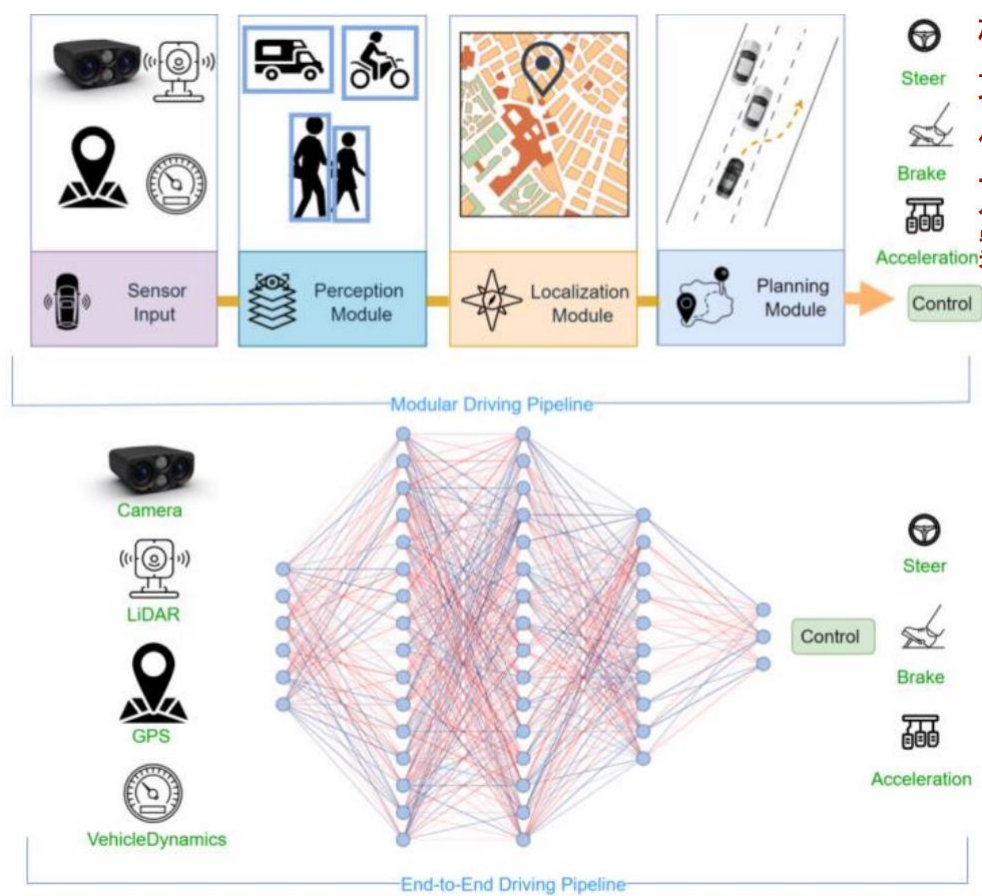 Steer
Brake
Acceleration
Sensor
Input
Perception
Module
Localization
Module
Planning
Module
Control
Modular Driving Pipeline
Camera
LiDAR
GPS
VehicleDynamics
Control
Steer
Brake
Acceleration
End-to-End Driving Pipeline